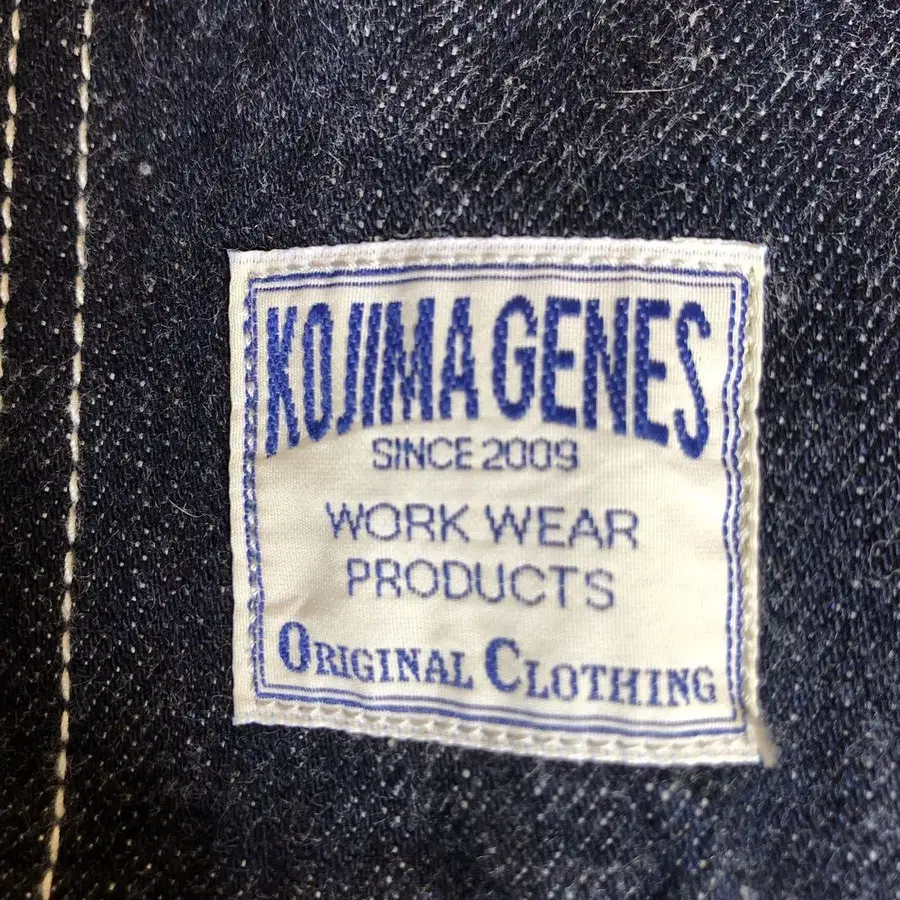 KOJIMA GENES
SINCE 2009
WORK WEAR
PRODUCTS
ORIGINAL CLOTHING